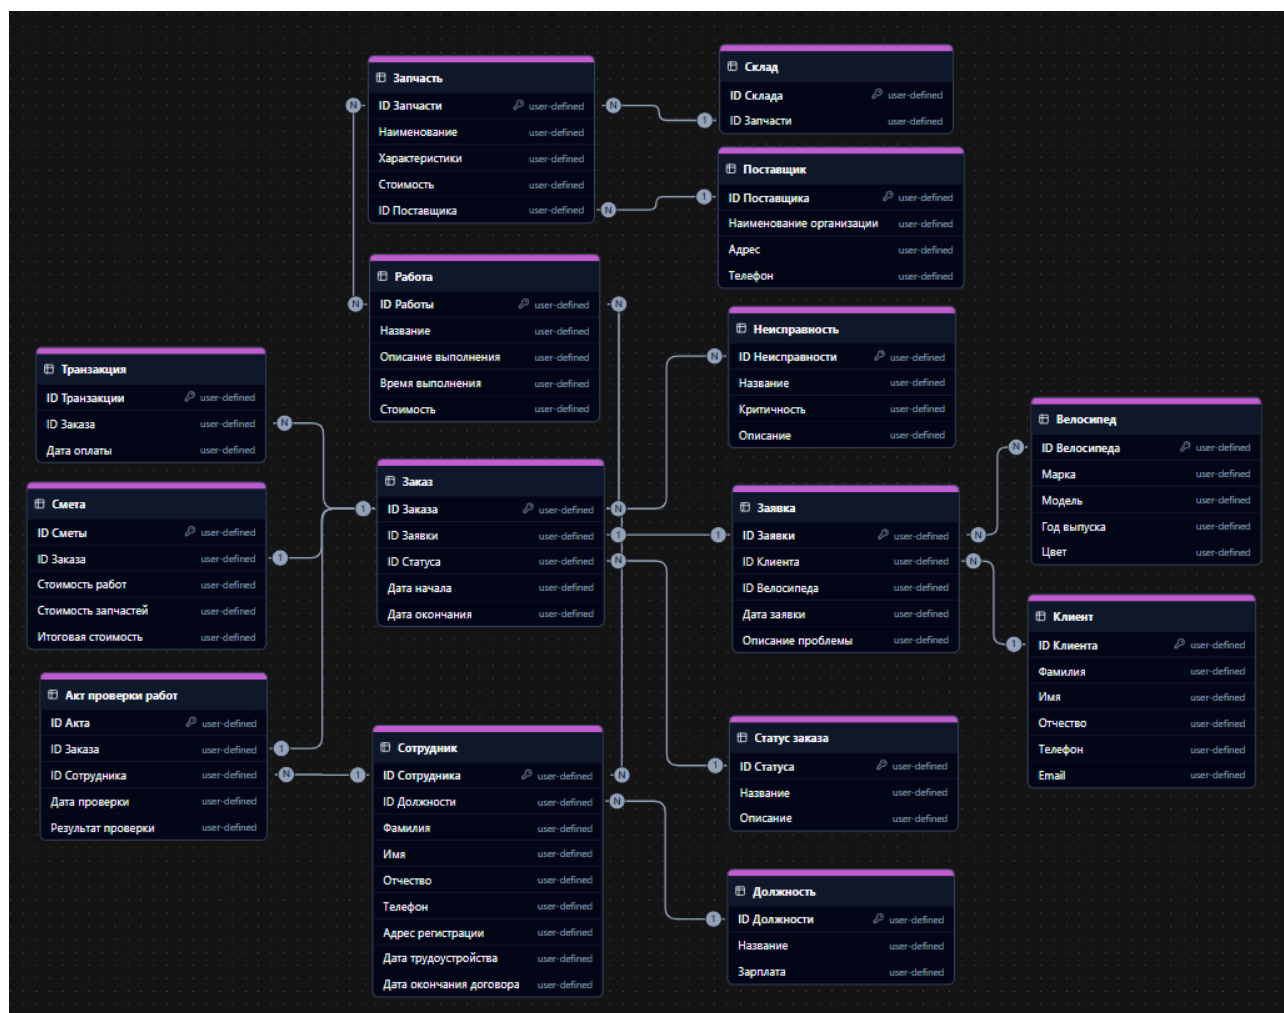 Запчасть
ID Запчасти user-defined
Наименование user-defined
Характеристики user-defined
Стоимость user-defined
ID Поставщика user-defined
N
N
N
Склад
ID Склада user-defined
ID Запчасти user-defined
1
Поставщик
ID Поставщика user-defined
Наименование организации user-defined
Адрес user-defined
Телефон user-defined
1
Работа
ID Работы user-defined
Название user-defined
Описание выполнения user-defined
Время выполнения user-defined
Стоимость user-defined
N
N
Неисправность
ID Неисправности user-defined
Название user-defined
Критичность user-defined
Описание user-defined
N
Транзакция
ID Транзакции user-defined
ID Заказа user-defined
Дата оплаты user-defined
N
Велосипед
ID Велосипеда user-defined
Марка user-defined
Модель user-defined
Год выпуска user-defined
Цвет user-defined
N
Смета
ID Сметы user-defined
ID Заказа user-defined
Стоимость работ user-defined
Стоимость запчастей user-defined
Итоговая стоимость user-defined
1
Заказ
ID Заказа user-defined
ID Заявки user-defined
ID Статуса user-defined
Дата начала user-defined
Дата окончания user-defined
1
N
1
N
Заявка
ID Заявки user-defined
ID Клиента user-defined
ID Велосипеда user-defined
Дата заявки user-defined
Описание проблемы user-defined
1
N
N
Клиент
ID Клиента user-defined
Фамилия user-defined
Имя user-defined
Отчество user-defined
Телефон user-defined
Email user-defined
1
Акт проверки работ
ID Акта user-defined
ID Заказа user-defined
ID Сотрудника user-defined
Дата проверки user-defined
Результат проверки user-defined
1
N
Сотрудник
ID Сотрудника user-defined
ID Должности user-defined
Фамилия user-defined
Имя user-defined
Отчество user-defined
Телефон user-defined
Адрес регистрации user-defined
Дата трудоустройства user-defined
Дата окончания договора user-defined
1
N
N
Статус заказа
ID Статуса user-defined
Название user-defined
Описание user-defined
1
Должность
ID Должности user-defined
Название user-defined
Зарплата user-defined
1